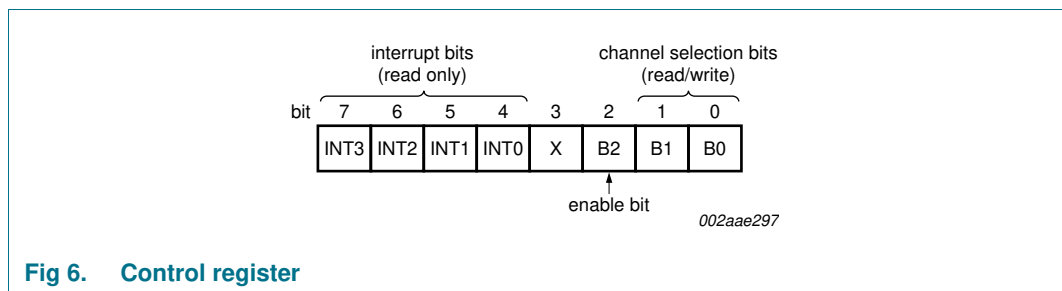 interrupt bits channel selection bits
(read only) (read/write)
bit 7 6 5 4 3 2 1 0
INT3 INT2 INT1 INT0 X B2 B1 B0
enable bit
002aae297
Fig 6. Control register